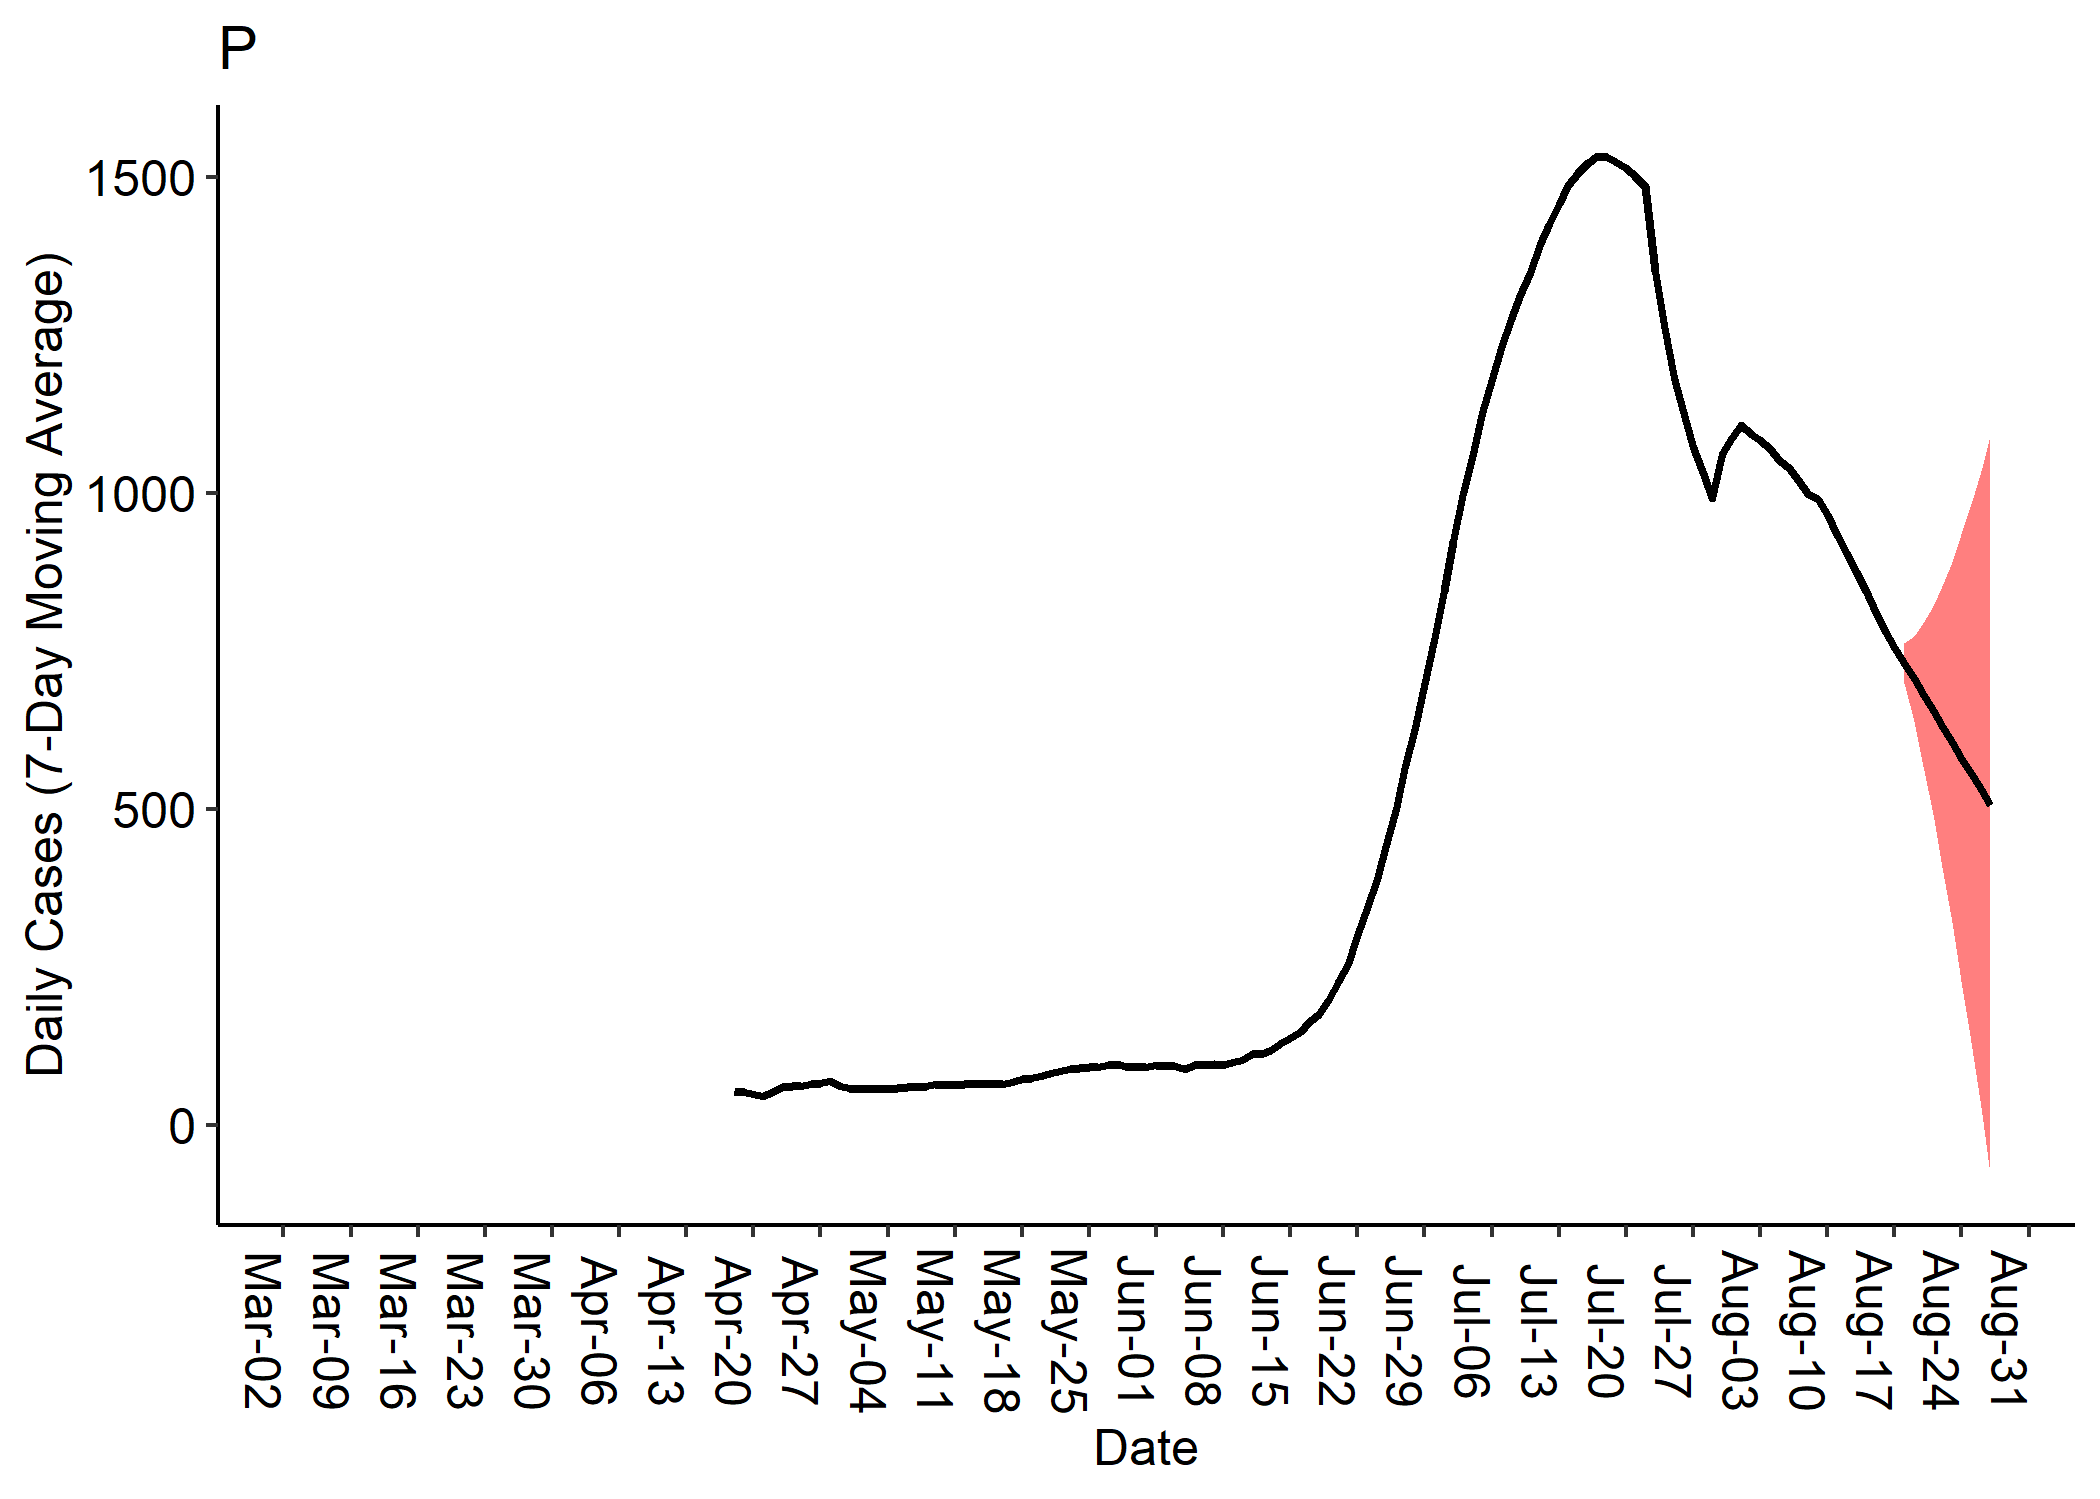 P
Daily Cases (7-Day Moving Average)
1500
1000
500
0
Mar-02
Mar-09
Mar-16
Mar-23
Mar-30
Apr-06
Apr-13
Apr-20
Apr-27
May-04
May-11
May-18
May-25
Jun-01
Jun-08
Jun-15
Jun-22
Jun-29
Jul-06
Jul-13
Jul-20
Jul-27
Aug-03
Aug-10
Aug-17
Aug-24
Aug-31
Date